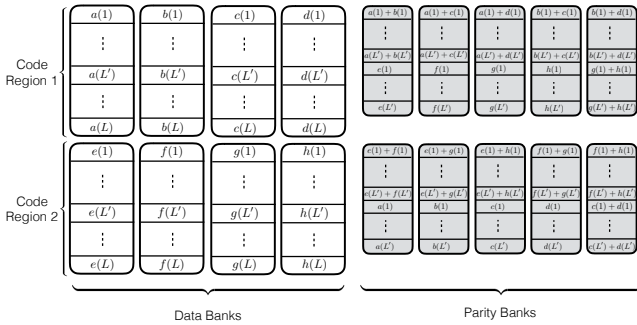 a(1) b(1) c(1) d(1) a(1) + b(1) a(1) + c(1) a(1) + d(1) b(1) + c(1) b(1) + d(1)
⋮ ⋮ ⋮ ⋮ ⋮ ⋮ ⋮ ⋮ ⋮
Code
Region 1
a(L') + b(L') a(L') + c(L') a(L') + d(L') b(L') + c(L') b(L') + d(L')
a(L') b(L') c(L') d(L') e(1) f(1) g(1) h(1) g(1) + h(1)
⋮ ⋮ ⋮ ⋮ ⋮ ⋮ ⋮ ⋮ ⋮
e(L') f(L') g(L') h(L') g(L') + h(L')
a(L) b(L) c(L) d(L)
e(1) f(1) g(1) h(1) e(1) + f(1) e(1) + g(1) e(1) + h(1) f(1) + g(1) f(1) + h(1)
⋮ ⋮ ⋮ ⋮ ⋮ ⋮ ⋮ ⋮ ⋮
Code
Region 2
e(L') + f(L') e(L') + g(L') e(L') + h(L') f(L') + g(L') f(L') + h(L')
e(L') f(L') g(L') h(L') a(1) b(1) c(1) d(1) c(1) + d(1)
⋮ ⋮ ⋮ ⋮ ⋮ ⋮ ⋮ ⋮ ⋮
a(L') b(L') c(L') d(L') c(L') + d(L')
e(L) f(L) g(L) h(L)
Data Banks Parity Banks